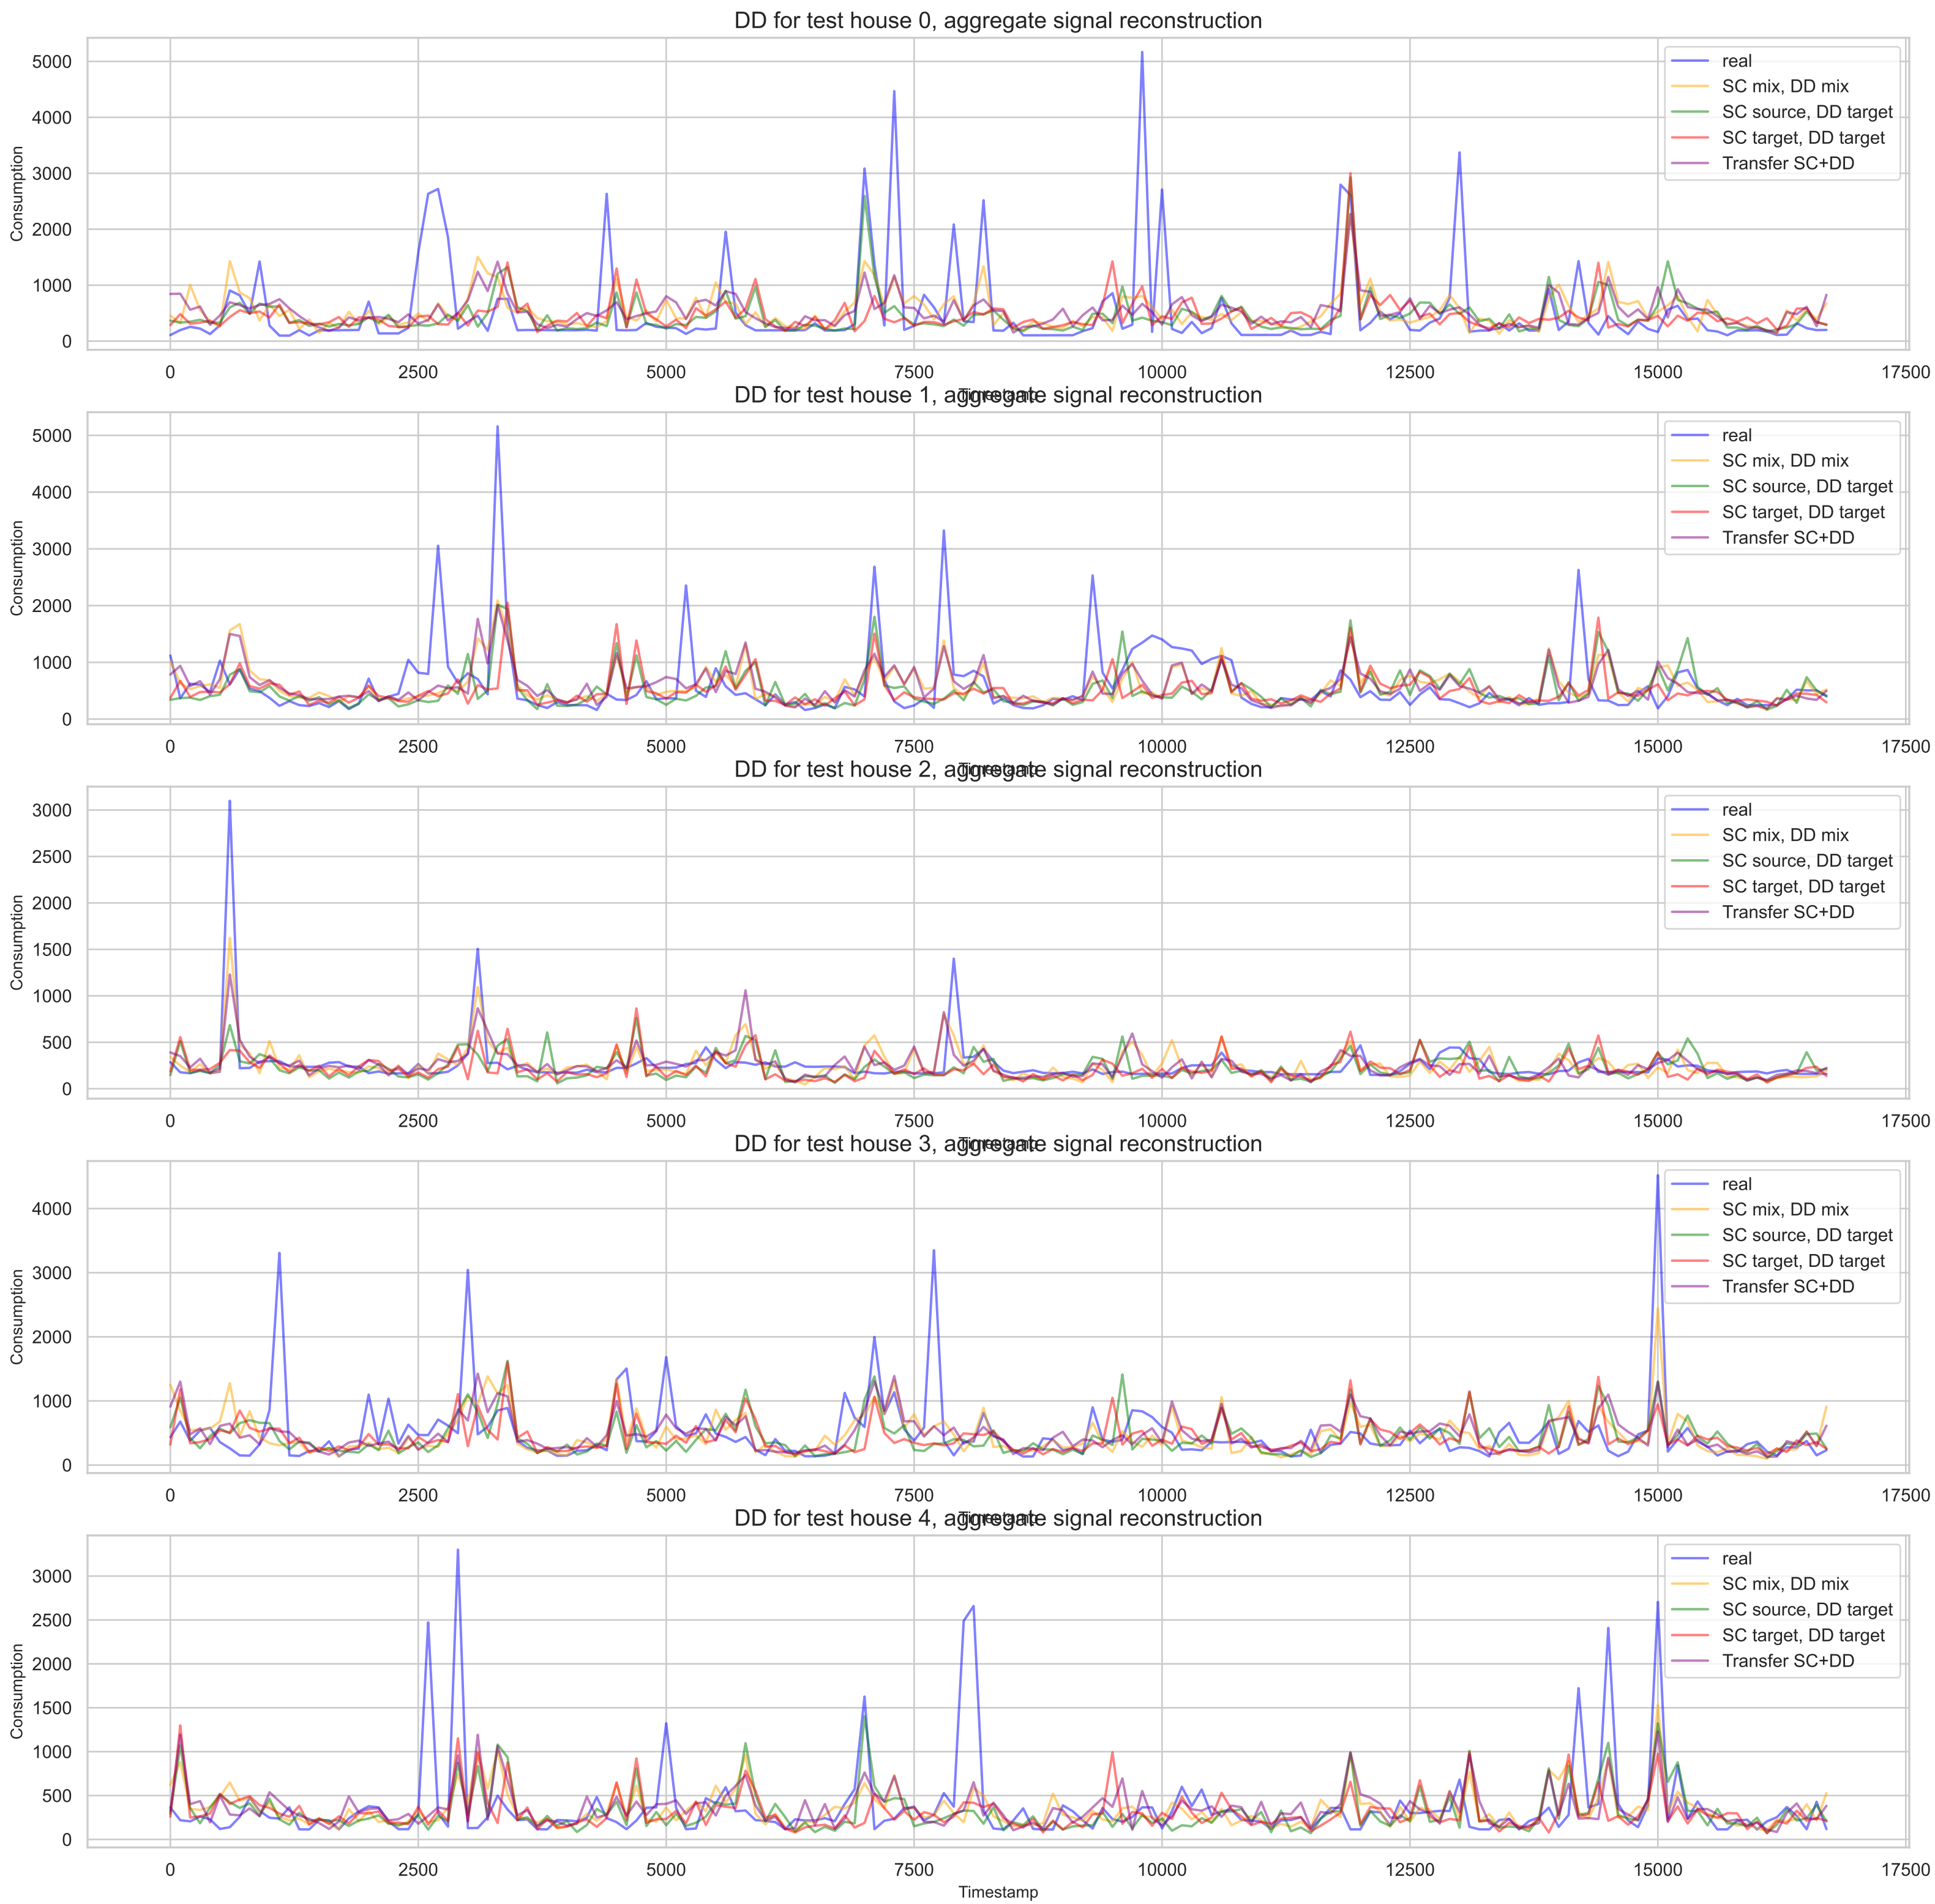 DD for test house 0, aggregate signal reconstruction
Consumption
5000
4000
3000
2000
1000
0
real
SC mix, DD mix
SC source, DD target
SC target, DD target
Transfer SC+DD
0 2500 5000 7500 10000 12500 15000 17500
Timestamp
DD for test house 1, aggregate signal reconstruction
Consumption
5000
4000
3000
2000
1000
0
real
SC mix, DD mix
SC source, DD target
SC target, DD target
Transfer SC+DD
0 2500 5000 7500 10000 12500 15000 17500
Timestamp
DD for test house 2, aggregate signal reconstruction
Consumption
3000
2500
2000
1500
1000
500
0
real
SC mix, DD mix
SC source, DD target
SC target, DD target
Transfer SC+DD
0 2500 5000 7500 10000 12500 15000 17500
Timestamp
DD for test house 3, aggregate signal reconstruction
Consumption
4000
3000
2000
1000
0
real
SC mix, DD mix
SC source, DD target
SC target, DD target
Transfer SC+DD
0 2500 5000 7500 10000 12500 15000 17500
Timestamp
DD for test house 4, aggregate signal reconstruction
Consumption
3000
2500
2000
1500
1000
500
0
real
SC mix, DD mix
SC source, DD target
SC target, DD target
Transfer SC+DD
0 2500 5000 7500 10000 12500 15000 17500
Timestamp